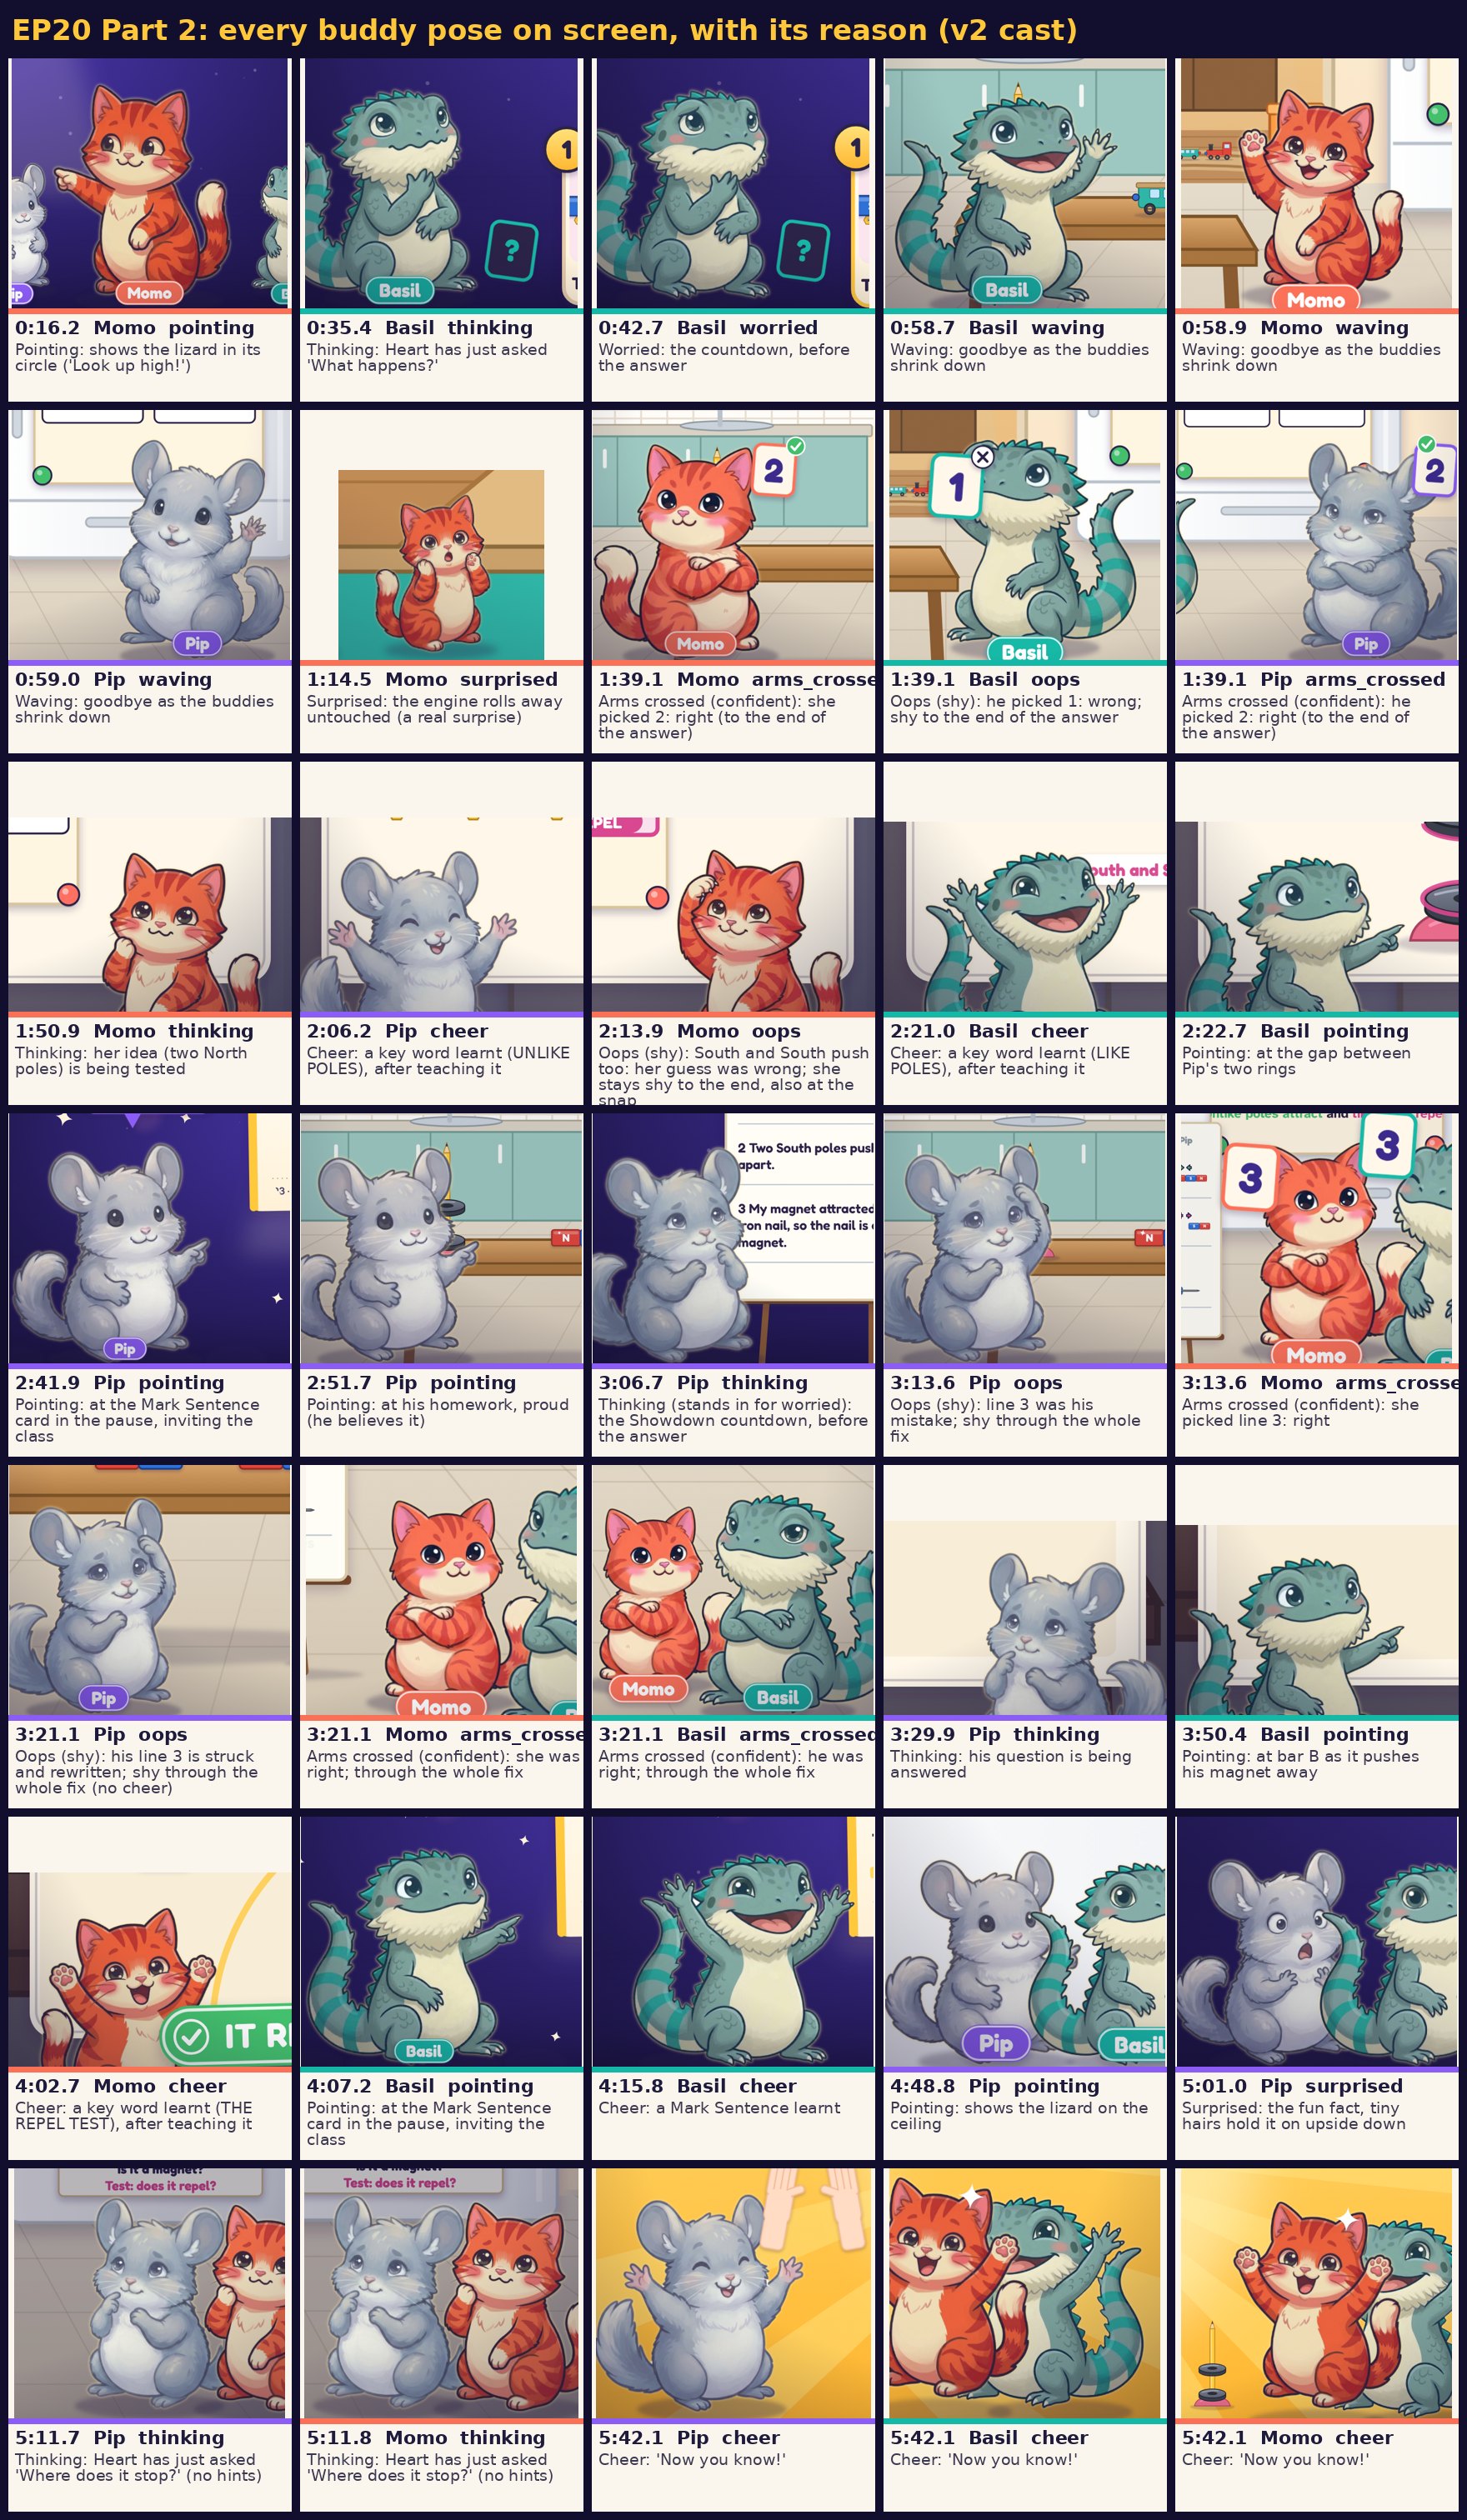 EP20 Part 2: every buddy pose on screen, with its reason (v2 cast)
Momo
0:16.2 Momo pointing
Pointing: shows the lizard in its
circle ('Look up high!')
1
?
Basil
0:35.4 Basil thinking
Thinking: Heart has just asked
'What happens?'
1
?
0:42.7 Basil worried
Worried: the countdown, before
the answer
Basil
0:58.7 Basil waving
Waving: goodbye as the buddies
shrink down
Momo
0:58.9 Momo waving
Waving: goodbye as the buddies
shrink down
Pip
0:59.0 Pip waving
Waving: goodbye as the buddies
shrink down
1:14.5 Momo surprised
Surprised: the engine rolls away
untouched (a real surprise)
2
Momo
1:39.1 Momo arms_crosse
Arms crossed (confident): she
picked 2: right (to the end of
the answer)
1
Basil
1:39.1 Basil oops
Oops (shy): he picked 1: wrong;
shy to the end of the answer
2
Pip
1:39.1 Pip arms_crossed
Arms crossed (confident): he
picked 2: right (to the end of
the answer)
1:50.9 Momo thinking
Thinking: her idea (two North
poles) is being tested
2:06.2 Pip cheer
Cheer: a key word learnt (UNLIKE
POLES), after teaching it
PEL
2:13.9 Momo oops
Oops (shy): South and South push
too: her guess was wrong; she
stays shy to the end, also at the
snap
outh and S
2:21.0 Basil cheer
Cheer: a key word learnt (LIKE
POLES), after teaching it
2:22.7 Basil pointing
Pointing: at the gap between
Pip's two rings
Pip
2:41.9 Pip pointing
Pointing: at the Mark Sentence
card in the pause, inviting the
class
N
2:51.7 Pip pointing
Pointing: at his homework, proud
(he believes it)
2 Two South poles push
apart.
3 My magnet attracted
ron nail, so the nail is
magnet.
3:06.7 Pip thinking
Thinking (stands in for worried):
the Showdown countdown, before
the answer
N
3:13.6 Pip oops
Oops (shy): line 3 was his
mistake; shy through the whole
fix
nlike poles attract and
Pip
3
3
Momo
3:13.6 Momo arms_crosse
Arms crossed (confident): she
picked line 3: right
Pip
3:21.1 Pip oops
Oops (shy): his line 3 is struck
and rewritten; shy through the
whole fix (no cheer)
Momo
3:21.1 Momo arms_crosse
Arms crossed (confident): she was
right; through the whole fix
Momo
Basil
3:21.1 Basil arms_crossed
Arms crossed (confident): he was
right; through the whole fix
3:29.9 Pip thinking
Thinking: his question is being
answered
3:50.4 Basil pointing
Pointing: at bar B as it pushes
his magnet away
IT R
4:02.7 Momo cheer
Cheer: a key word learnt (THE
REPEL TEST), after teaching it
Basil
4:07.2 Basil pointing
Pointing: at the Mark Sentence
card in the pause, inviting the
class
4:15.8 Basil cheer
Cheer: a Mark Sentence learnt
Pip
Basil
4:48.8 Pip pointing
Pointing: shows the lizard on the
ceiling
5:01.0 Pip surprised
Surprised: the fun fact, tiny
hairs hold it on upside down
Is it a magnet?
Test: does it repel?
5:11.7 Pip thinking
Thinking: Heart has just asked
'Where does it stop?' (no hints)
Test: does it repel?
5:11.8 Momo thinking
Thinking: Heart has just asked
'Where does it stop?' (no hints)
5:42.1 Pip cheer
Cheer: 'Now you know!'
5:42.1 Basil cheer
Cheer: 'Now you know!'
5:42.1 Momo cheer
Cheer: 'Now you know!'